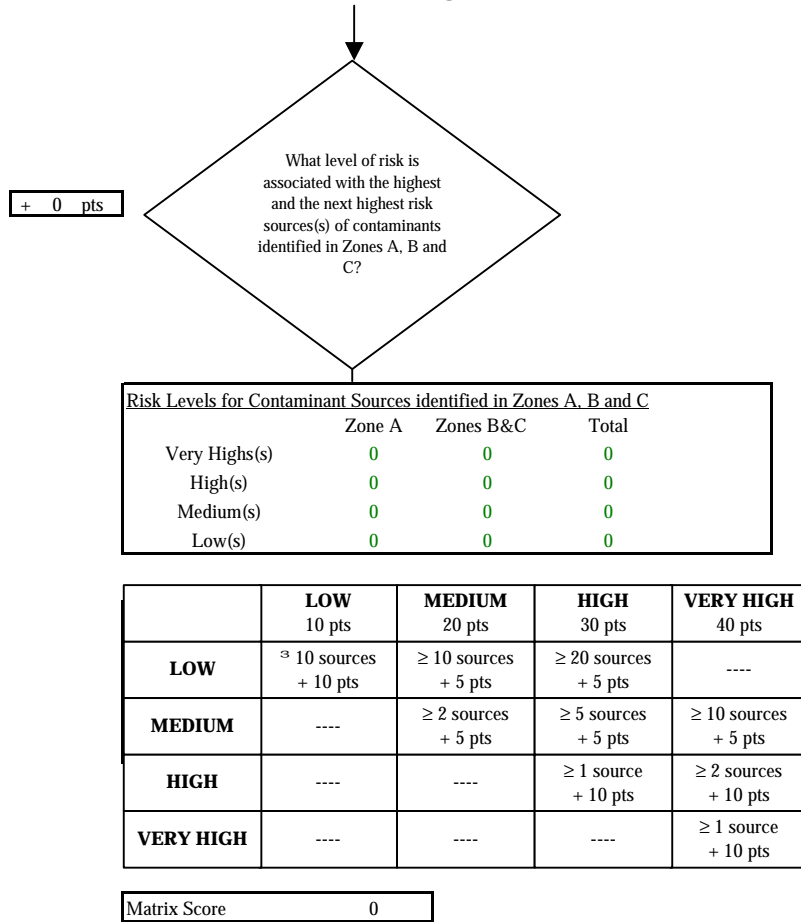 What level of risk is
associated with the highest
and the next highest risk
sources(s) of contaminants
identified in Zones A, B and
C?
+ 0 pts
Risk Levels for Contaminant Sources identified in Zones A, B and C
Zone A Zones B&C Total
Very Highs(s) 0 0 0
High(s) 0 0 0
Medium(s) 0 0 0
Low(s) 0 0 0
LOW MEDIUM HIGH VERY HIGH
10 pts 20 pts 30 pts 40 pts
LOW ³ 10 sources ≥ 10 sources ≥ 20 sources ----
+ 10 pts + 5 pts + 5 pts
MEDIUM ---- ≥ 2 sources ≥ 5 sources ≥ 10 sources
+ 5 pts + 5 pts + 5 pts
HIGH ---- ---- ≥ 1 source ≥ 2 sources
+ 10 pts + 10 pts
VERY HIGH ---- ---- ---- ≥ 1 source
+ 10 pts
Matrix Score 0